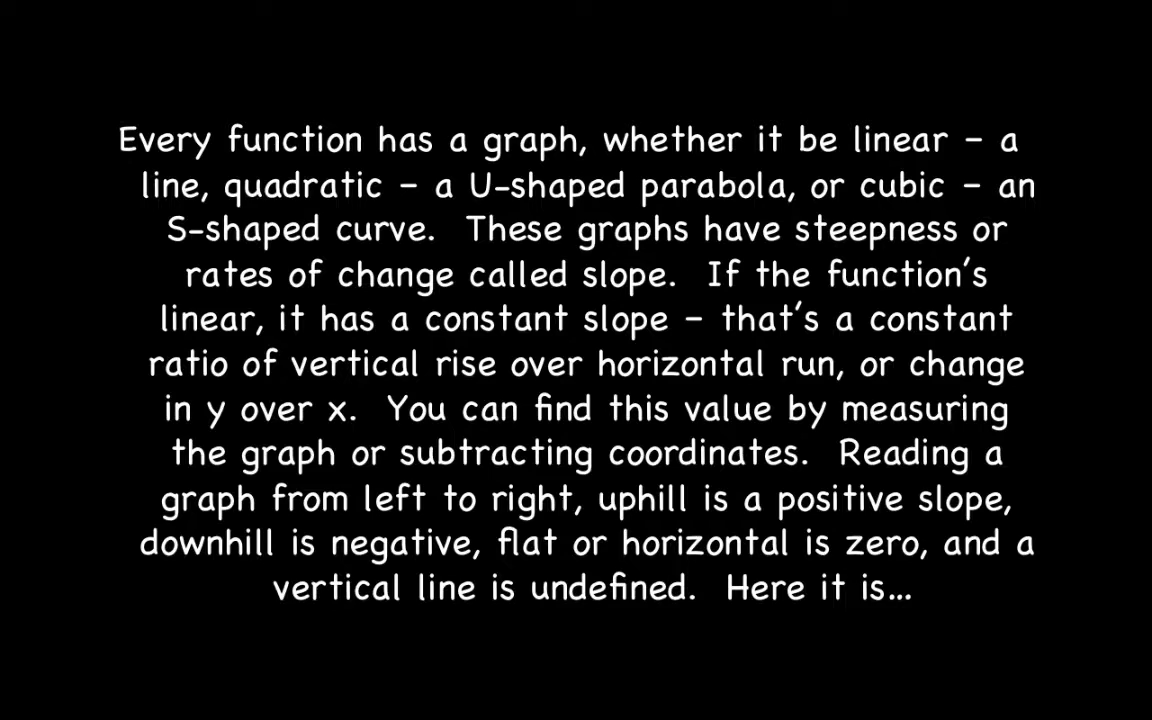 Every function has a graph, whether it be linear – a
line, quadratic – a U-shaped parabola, or cubic – an
S-shaped curve.  These graphs have steepness or
rates of change called slope.  If the function's
linear, it has a constant slope – that's a constant
ratio of vertical rise over horizontal run, or change
in y over x.  You can find this value by measuring
the graph or subtracting coordinates.  Reading a
graph from left to right, uphill is a positive slope,
downhill is negative, flat or horizontal is zero, and a
vertical line is undefined.  Here it is...